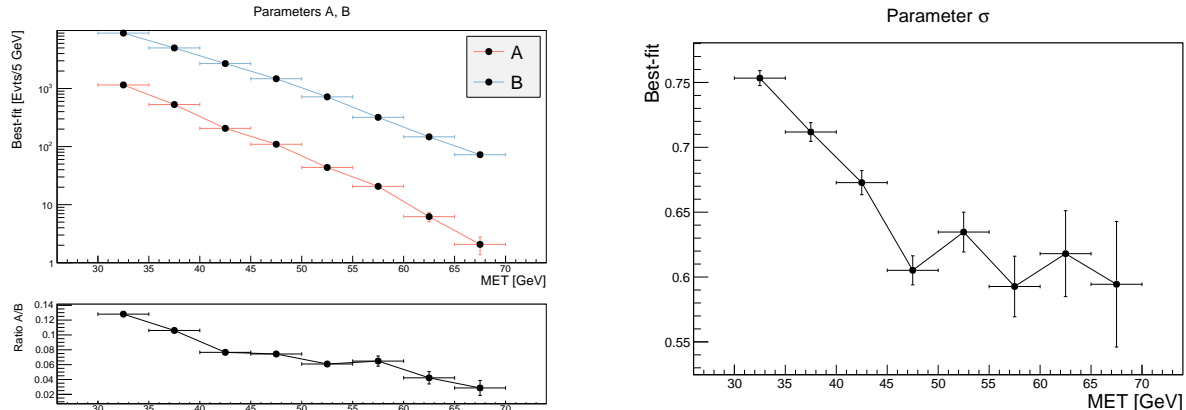 Parameters A, B
Best-fit [Evts/5 GeV]
10³
10²
10
1
A
B
30 35 40 45 50 55 60 65 70
MET [GeV]
Ratio A/B
0.14
0.12
0.1
0.08
0.06
0.04
0.02
30 35 40 45 50 55 60 65 70
Parameter σ
Best-fit
0.75
0.7
0.65
0.6
0.55
30 35 40 45 50 55 60 65 70
MET [GeV]